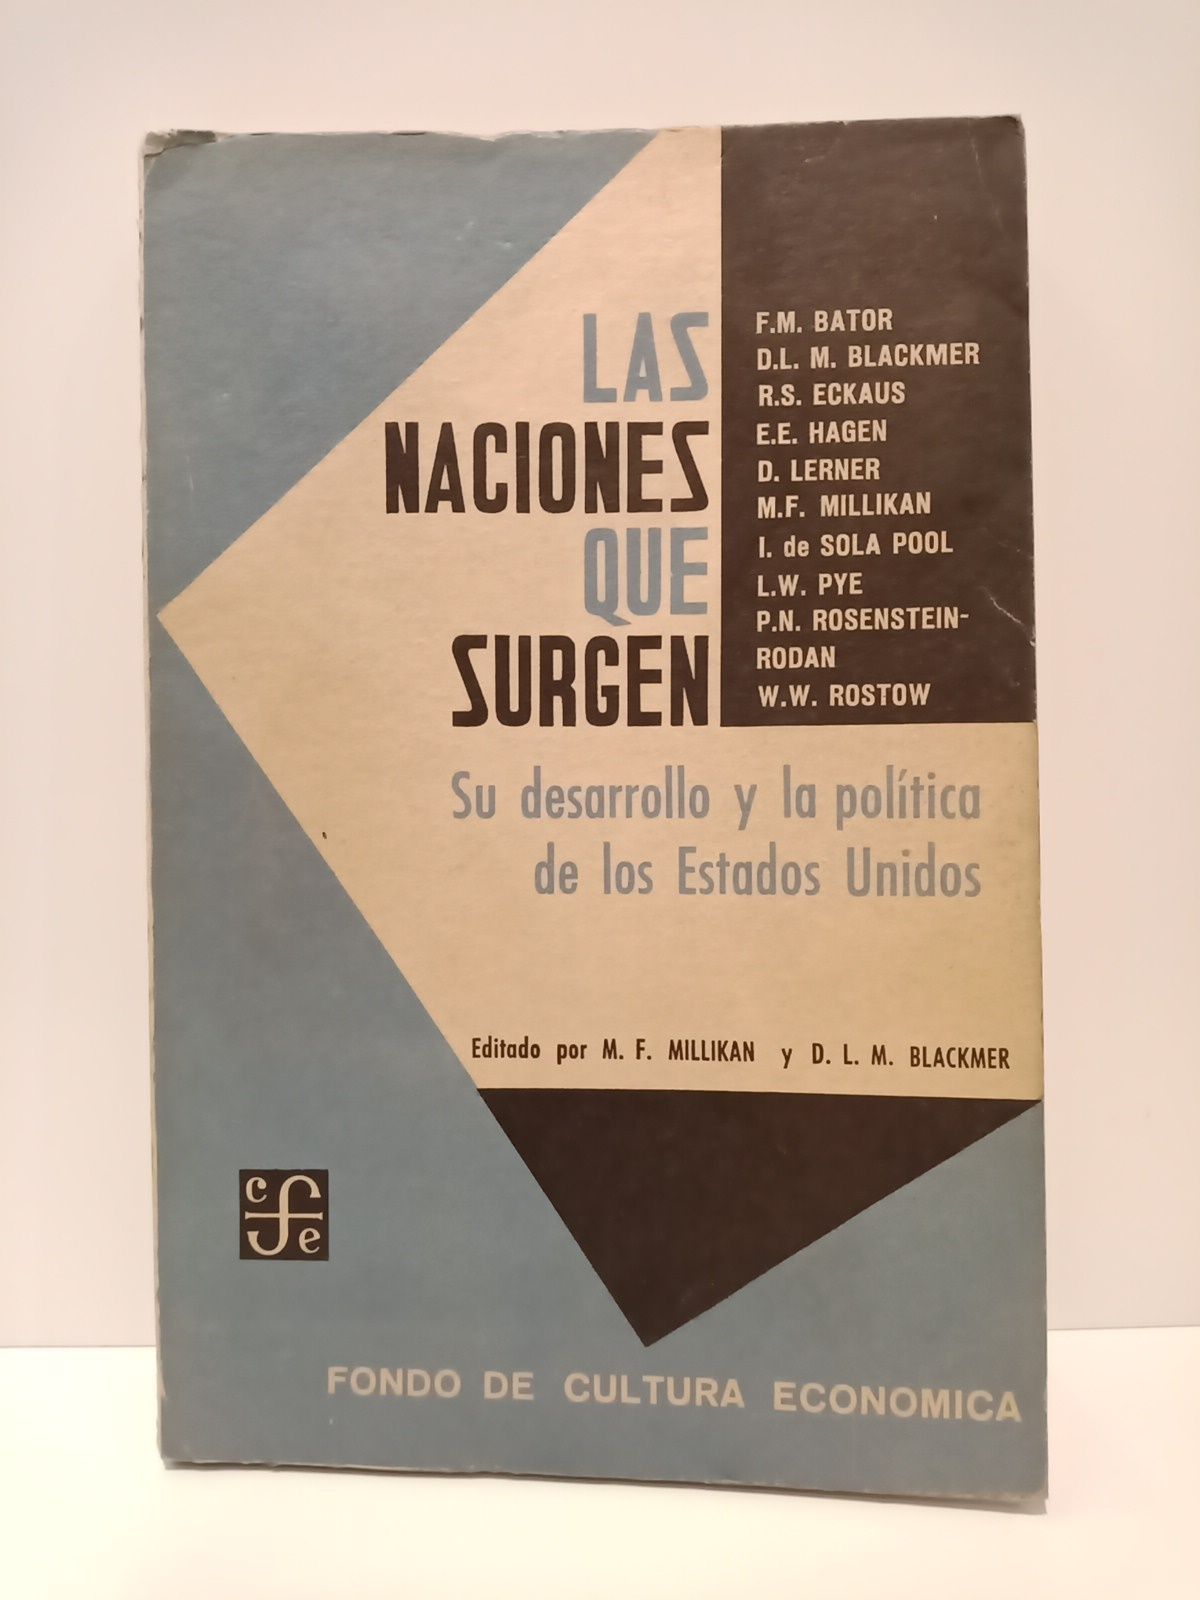 LAS
NACIONES
QUE
SURGEN
F.M. BATOR
D.L. M. BLACKMER
R.S. ECKAUS
E.E. HAGEN
D. LERNER
M.F. MILLIKAN
I. de SOLA POOL
L.W. PYE
P.N. ROSENSTEIN-
RODAN
W.W. ROSTOW
Su desarrollo y la política
de los Estados Unidos
Editado por M. F. MILLIKAN y D. L. M. BLACKMER
cfe
FONDO DE CULTURA ECONOMICA